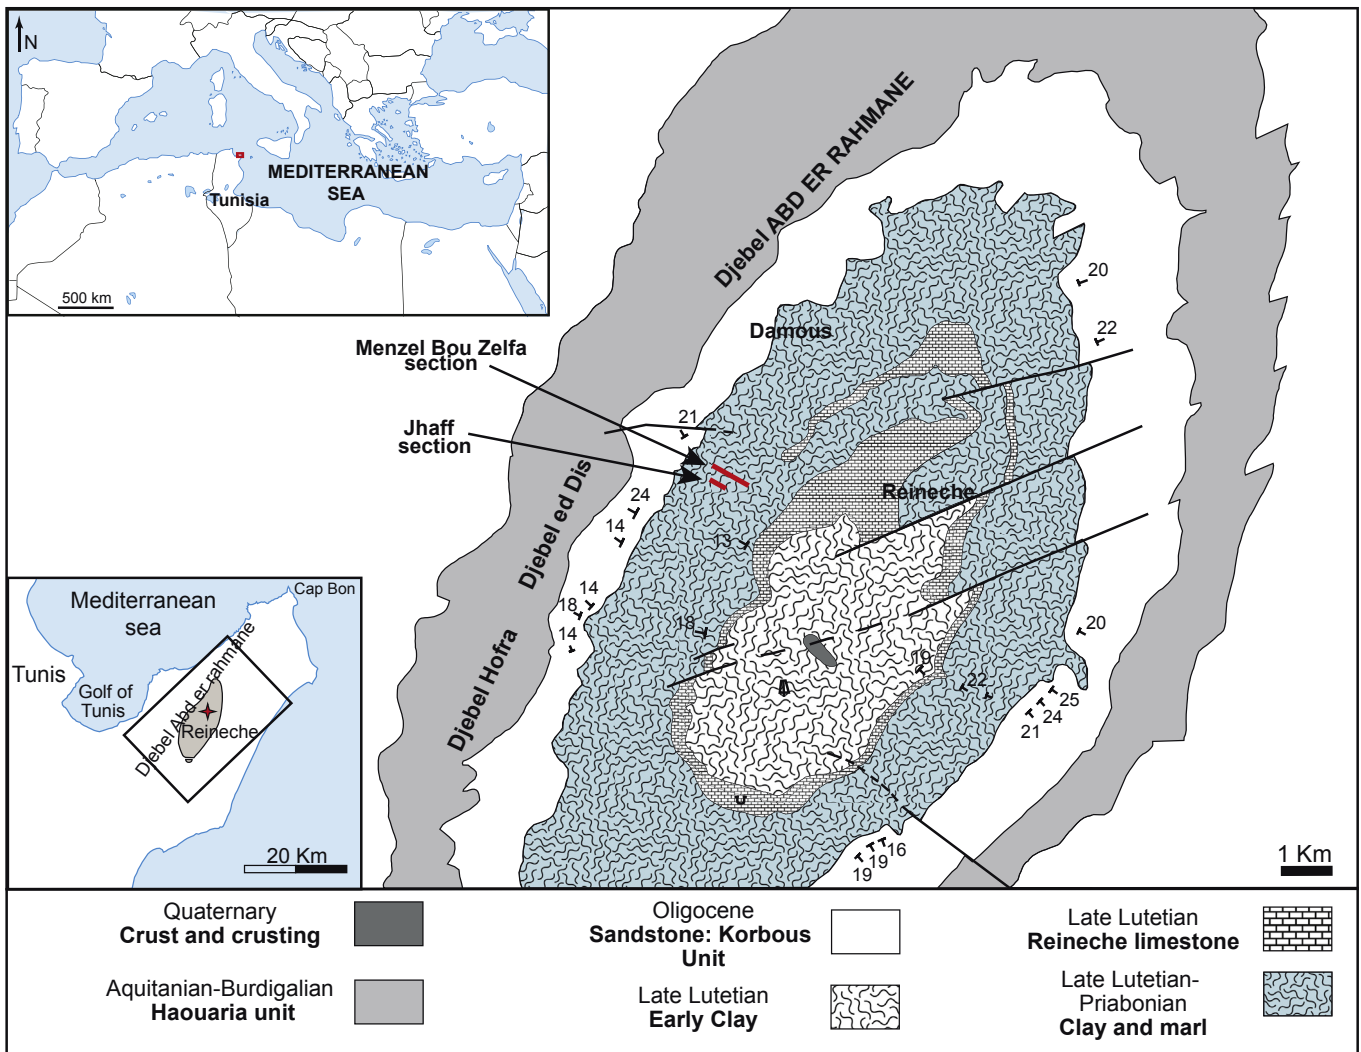 N
MEDITERRANEAN
SEA
Tunisia
500 km
Djebel ABD ER RAHMANE
20
22
Damous
Menzel Bou Zelfa
section
21
Jhaff
section
Djebel ed Dis
Reineche
24
14
13
14
18
14
18
20
19
22
25
24
21
Djebel Hofra
Mediterranean
sea
Cap Bon
Tunis
Golf of
Tunis
Djebel Abd er rahmane
Reineche
20 Km
16
19
19
1 Km
Quaternary
Crust and crusting
Aquitanian-Burdigalian
Haouaria unit
Oligocene
Sandstone: Korbous
Unit
Late Lutetian
Early Clay
Late Lutetian
Reineche limestone
Late Lutetian-
Priabonian
Clay and marl